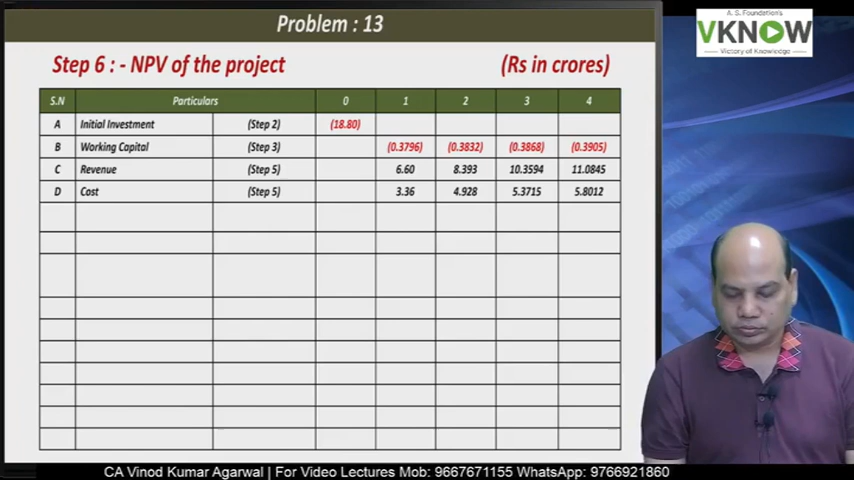 Problem : 13
A. S. Foundation's
VKNOW
Victory of Knowledge
Step 6 : - NPV of the project (Rs in crores)
S.N Particulars 0 1 2 3 4
A Initial Investment (Step 2) (18.80)
B Working Capital (Step 3) (0.3796) (0.3832) (0.3868) (0.3905)
C Revenue (Step 5) 6.60 8.393 10.3594 11.0845
D Cost (Step 5) 3.36 4.928 5.3715 5.8012
CA Vinod Kumar Agarwal | For Video Lectures Mob: 9667671155 WhatsApp: 9766921860